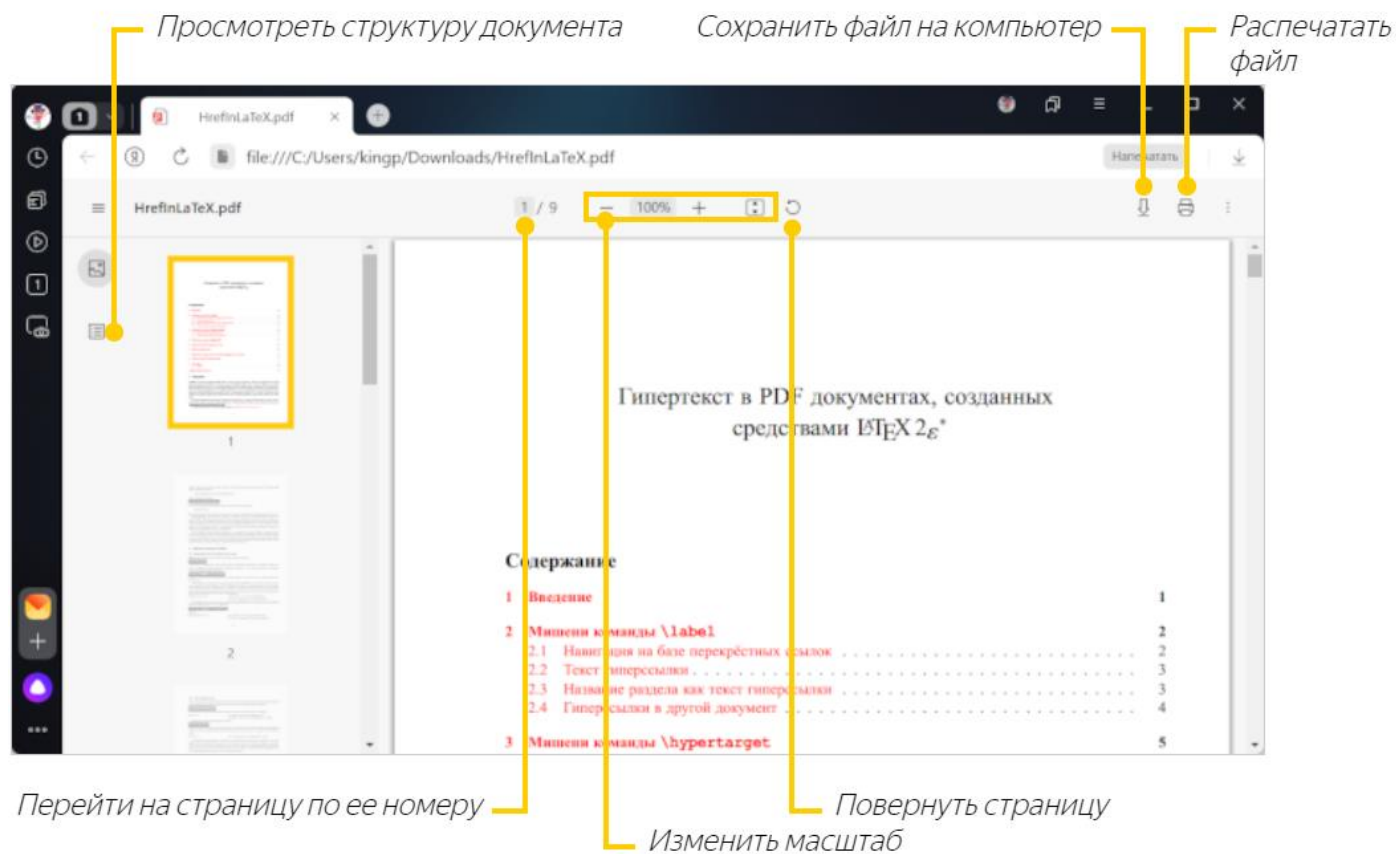 Просмотреть структуру документа
Сохранить файл на компьютер
Распечатать
файл
1
HrefInLaTeX.pdf
file:///C:/Users/kingp/Downloads/HrefInLaTeX.pdf
Напечатать
HrefInLaTeX.pdf
1 / 9
100%
1
1
2
Гипертекст в PDF документах, созданных
средствами LATEX 2ε*
Содержание
1 Введение 1
2 Мишени команды \label 2
2.1 Навигация на базе перекрёстных ссылок . . . . . . . . . . . . . . . . . . . . 2
2.2 Текст гиперссылки . . . . . . . . . . . . . . . . . . . . 3
2.3 Название раздела как текст гиперссылки . . . . . . . . . . . . . . . . . . . . 3
2.4 Гиперссылки в другой документ . . . . . . . . . . . . . . . . . . . . 4
3 Мишени команды \hypertarget 5
Перейти на страницу по ее номеру
Повернуть страницу
Изменить масштаб